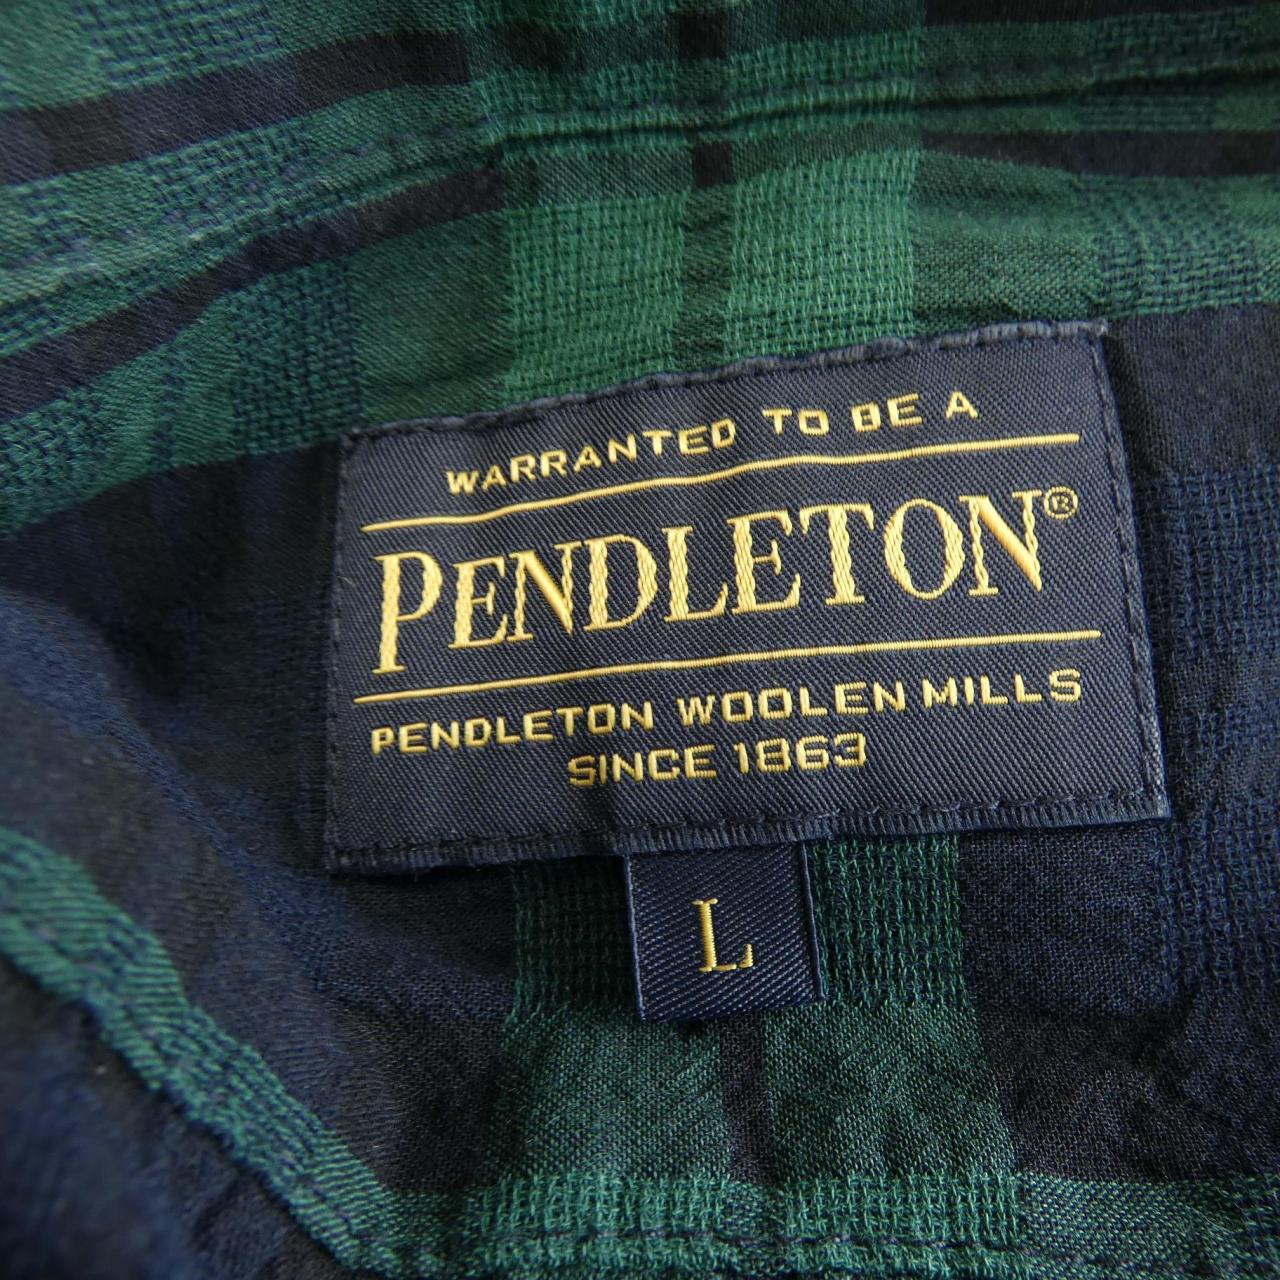 WARRANTED TO BE A
PENDLETON®
PENDLETON WOOLEN MILLS
SINCE 1863
L